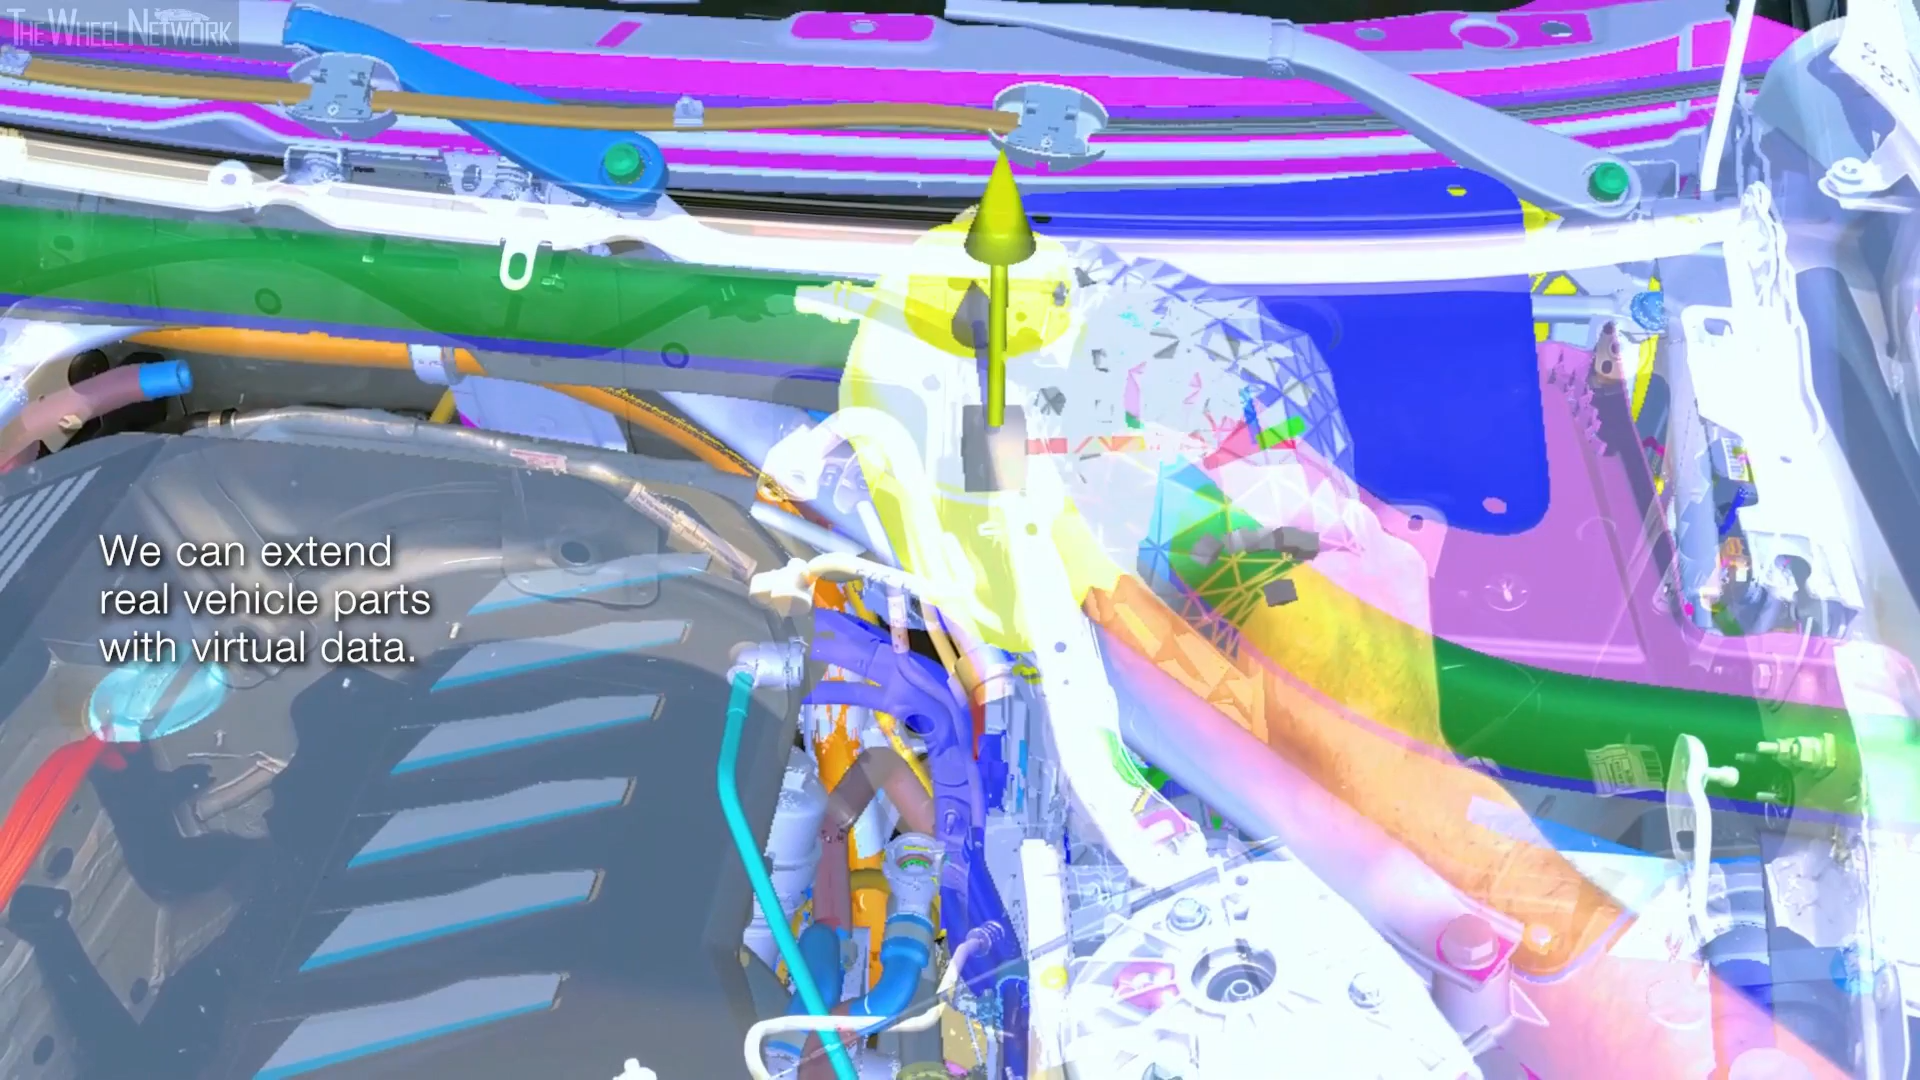 THE WHEEL NETWORK
We can extend
real vehicle parts
with virtual data.